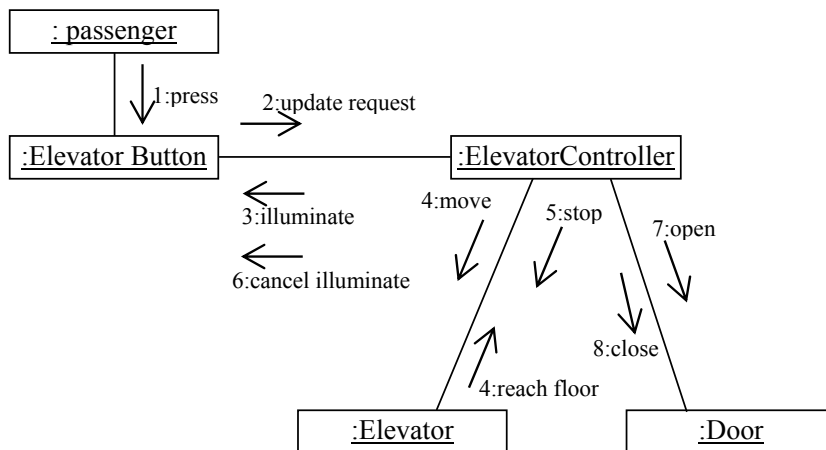 : passenger
1:press
2:update request
:Elevator Button
:ElevatorController
3:illuminate
4:move
5:stop
7:open
6:cancel illuminate
8:close
4:reach floor
:Elevator
:Door